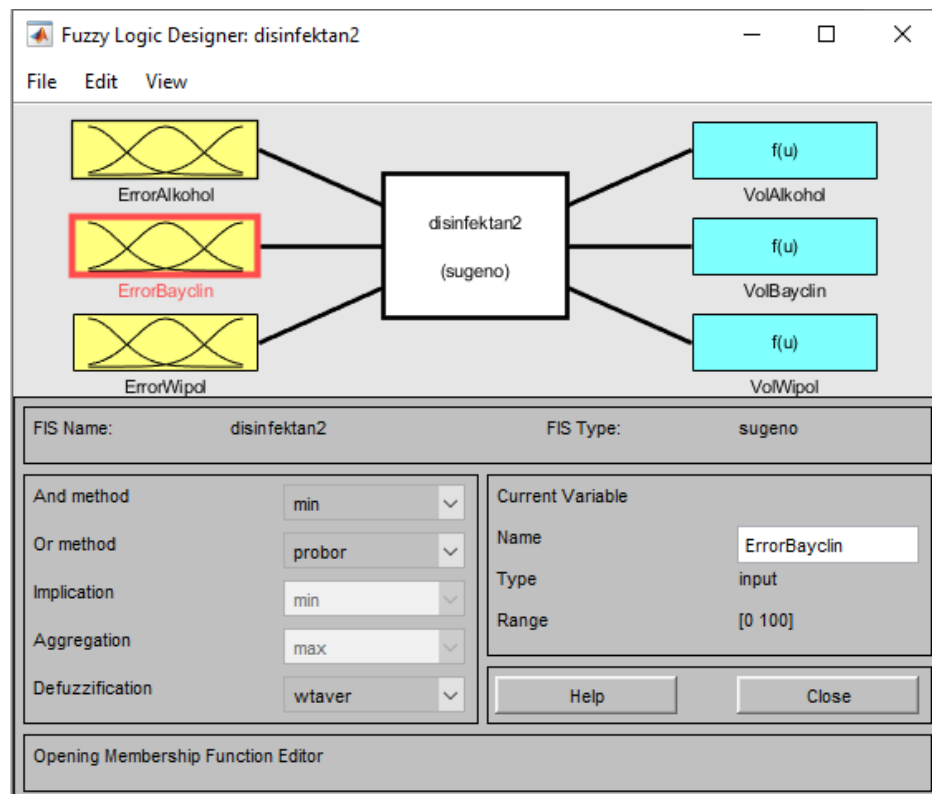 Fuzzy Logic Designer: disinfektan2
File Edit View
ErrorAlkohol
ErrorBayclin
ErrorWipol
disinfektan2
(sugeno)
f(u)
VolAlkohol
f(u)
VolBayclin
f(u)
VolWipol
FIS Name: disinfektan2 FIS Type: sugeno
And method min
Or method probor
Implication min
Aggregation max
Defuzzification wtaver
Current Variable
Name ErrorBayclin
Type input
Range [0 100]
Help Close
Opening Membership Function Editor